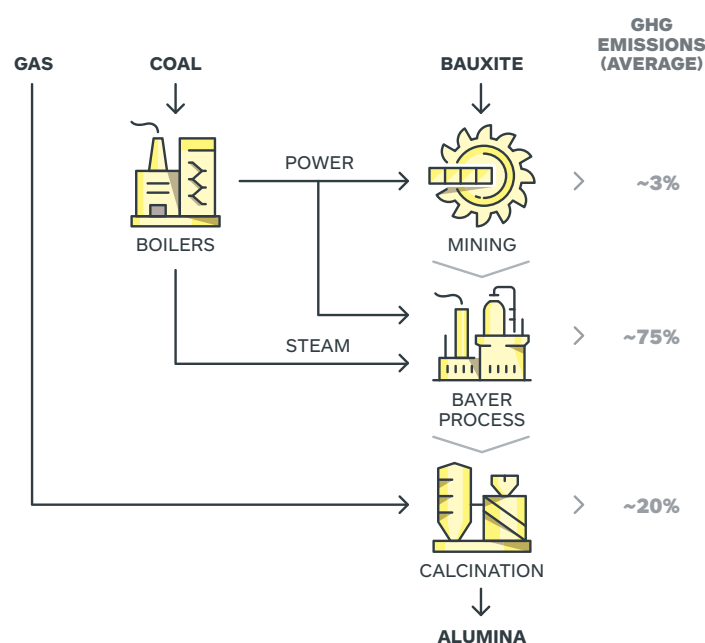 GHG
EMISSIONS
(AVERAGE)
GAS
COAL
BAUXITE
POWER
~3%
BOILERS
MINING
STEAM
~75%
BAYER
PROCESS
~20%
CALCINATION
ALUMINA